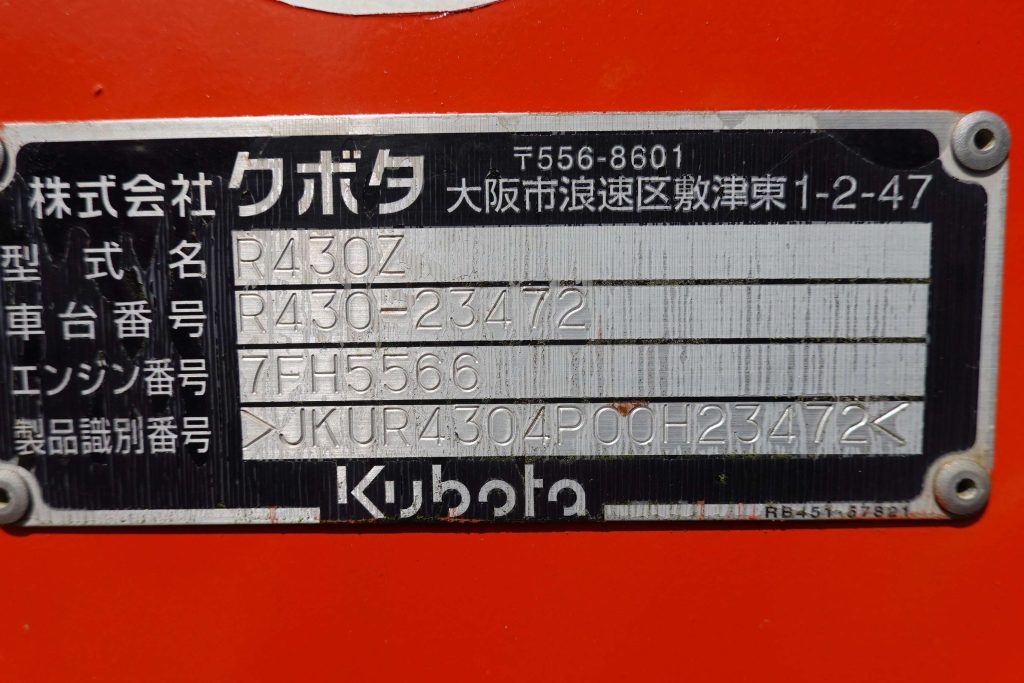 株式会社クボタ 〒556-8601
大阪市浪速区敷津東1-2-47
型式名 R430Z
車台番号 R430-23472
エンジン番号 7FH5566
製品識別番号 >JKUR4304P00H23472<
Kubota
RB451-57821